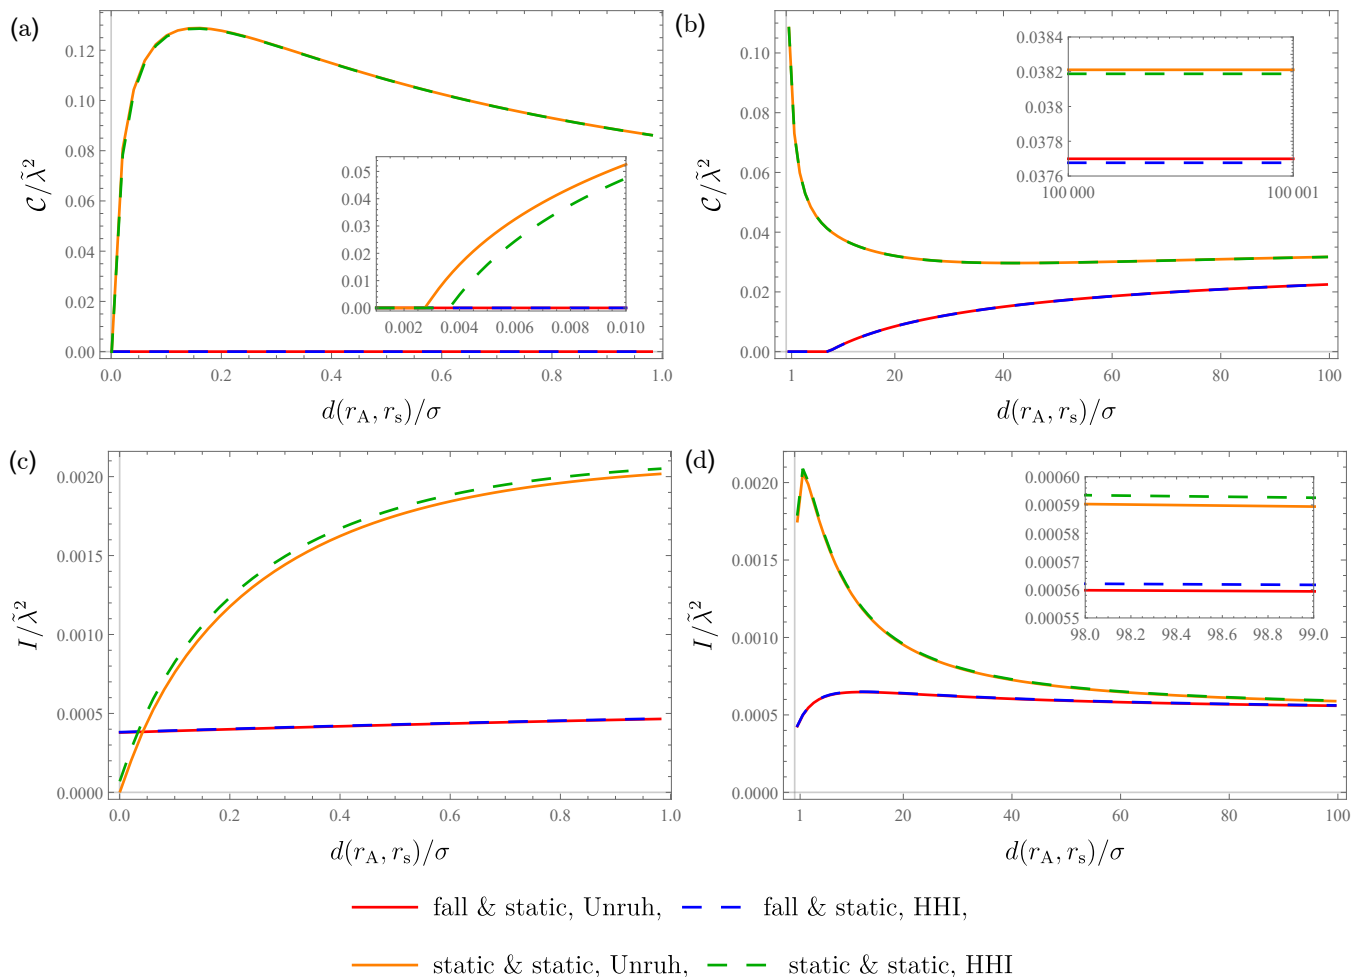 (a)
0.12
0.10
0.08
0.06
0.04
0.02
0.00
C/λ̃²
0.05
0.04
0.03
0.02
0.01
0.00
0.002 0.004 0.006 0.008 0.010
0.0 0.2 0.4 0.6 0.8 1.0
d(r_A, r_s)/σ
(b)
0.10
0.08
0.06
0.04
0.02
0.00
C/λ̃²
0.0384
0.0382
0.038
0.0378
0.0376
100 000 100 001
1 20 40 60 80 100
d(r_A, r_s)/σ
(c)
0.0020
0.0015
0.0010
0.0005
0.0000
I/λ̃²
0.0 0.2 0.4 0.6 0.8 1.0
d(r_A, r_s)/σ
(d)
0.0020
0.0015
0.0010
0.0005
0.0000
I/λ̃²
0.00060
0.00059
0.00058
0.00057
0.00056
0.00055
98.0 98.2 98.4 98.6 98.8 99.0
1 20 40 60 80 100
d(r_A, r_s)/σ
fall & static, Unruh, fall & static, HHI,
static & static, Unruh, static & static, HHI